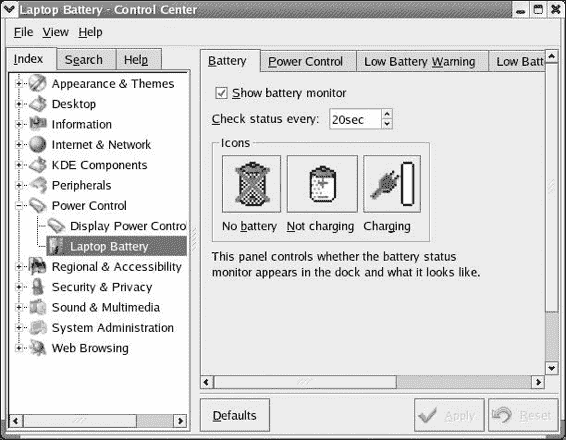 Laptop Battery - Control Center
File View Help
Index Search Help
Appearance & Themes
Desktop
Information
Internet & Network
KDE Components
Peripherals
Power Control
Display Power Contro
Laptop Battery
Regional & Accessibility
Security & Privacy
Sound & Multimedia
System Administration
Web Browsing
Battery Power Control Low Battery Warning Low Batt
Show battery monitor
Check status every: 20sec
Icons
No battery Not charging Charging
This panel controls whether the battery status
monitor appears in the dock and what it looks like.
Defaults Apply Reset